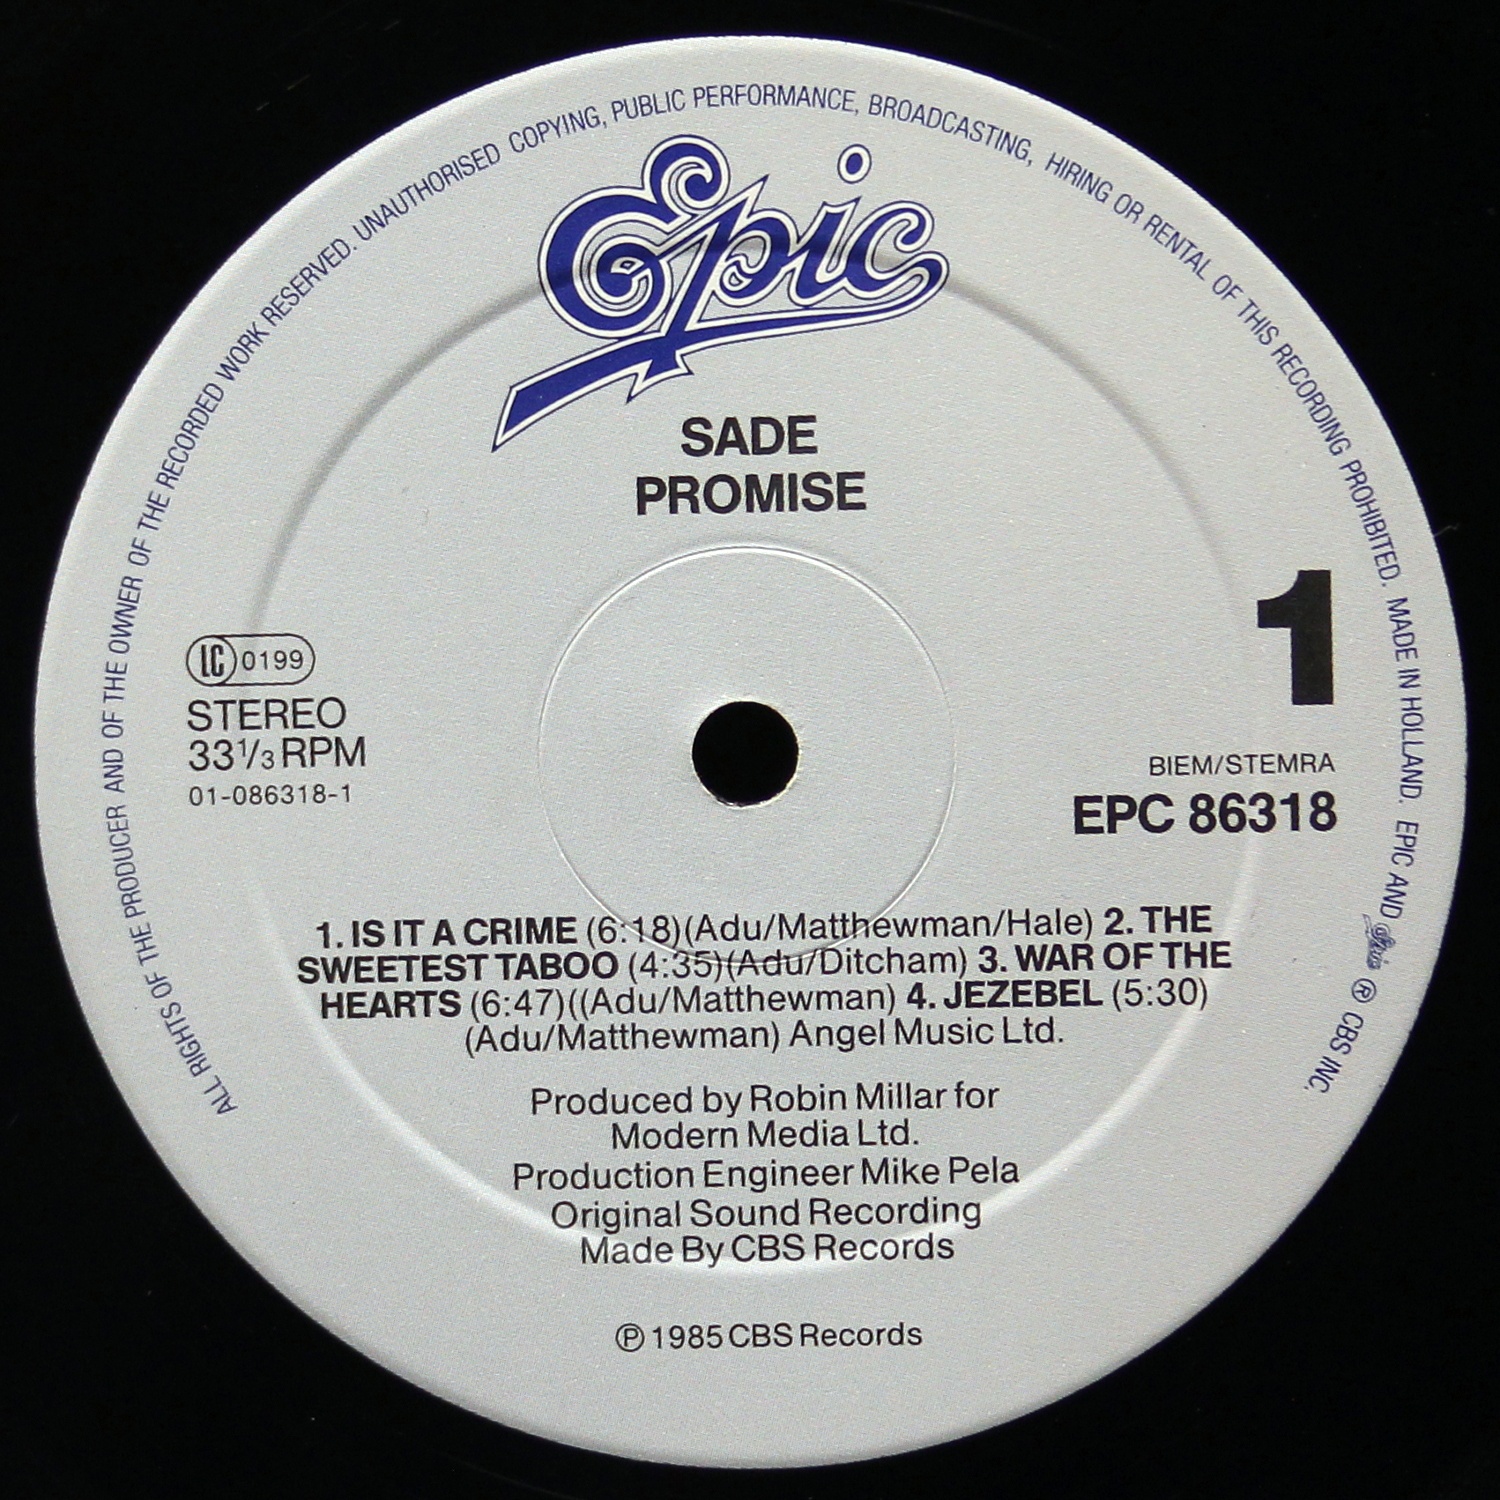 ALL RIGHTS OF THE PRODUCER AND OF THE OWNER OF THE RECORDED WORK RESERVED. UNAUTHORISED COPYING, PUBLIC PERFORMANCE, BROADCASTING, HIRING OR RENTAL OF THIS RECORDING PROHIBITED. MADE IN HOLLAND. EPIC AND Epic ® CBS INC.
Epic
SADE
PROMISE
1
LC 0199
STEREO
33 1/3 RPM
01-086318-1
BIEM/STEMRA
EPC 86318
1. IS IT A CRIME (6:18)(Adu/Matthewman/Hale) 2. THE
SWEETEST TABOO (4:35)(Adu/Ditcham) 3. WAR OF THE
HEARTS (6:47)((Adu/Matthewman) 4. JEZEBEL (5:30)
(Adu/Matthewman) Angel Music Ltd.
Produced by Robin Millar for
Modern Media Ltd.
Production Engineer Mike Pela
Original Sound Recording
Made By CBS Records
℗ 1985 CBS Records